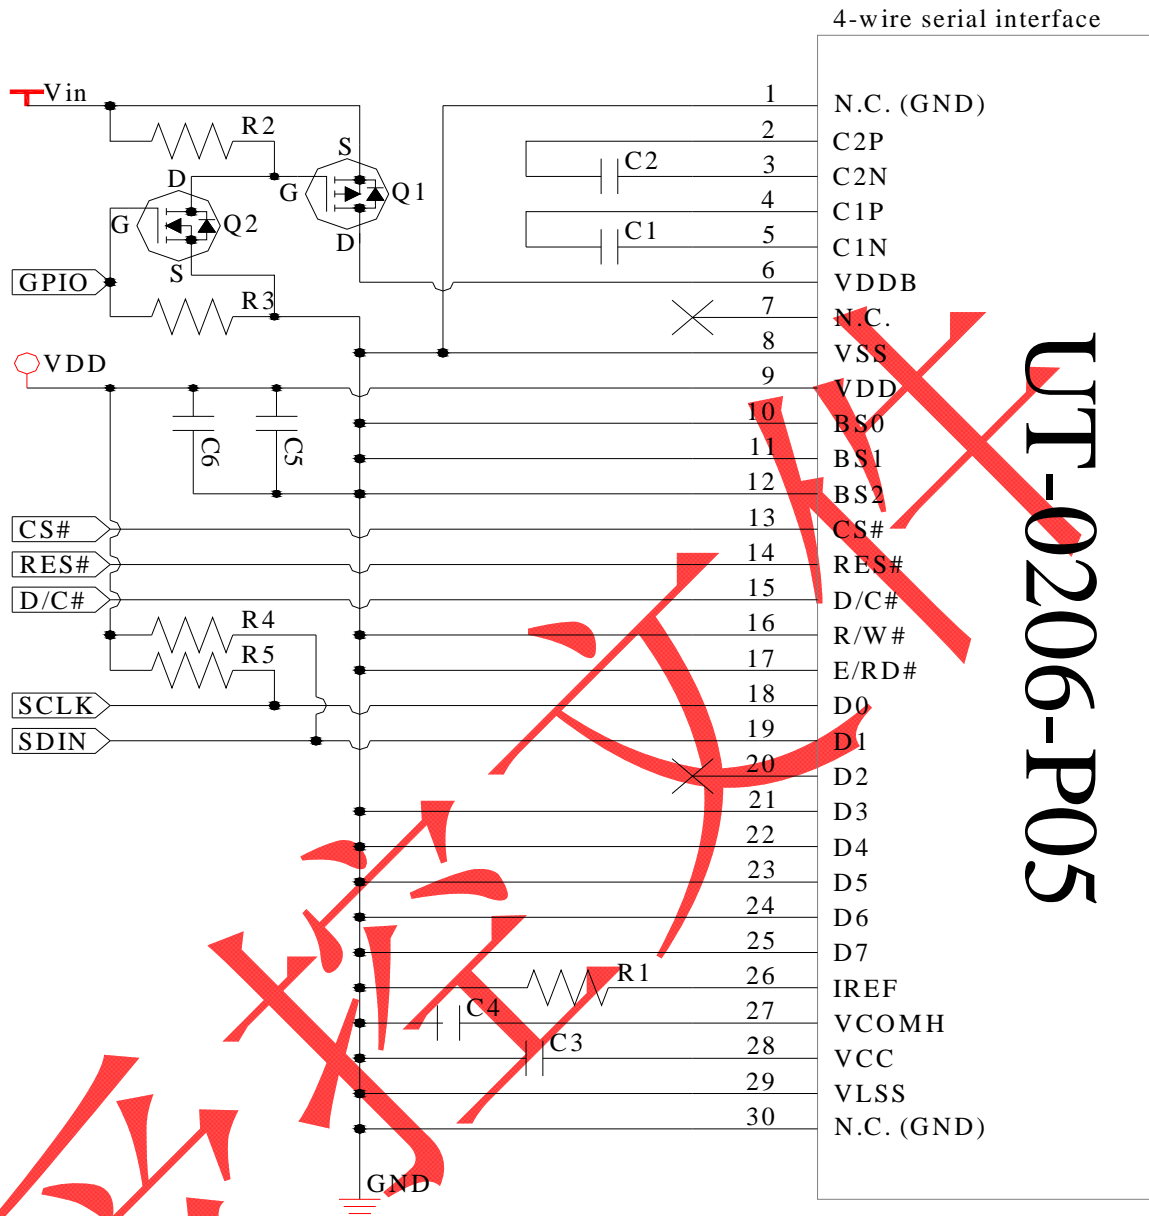 4-wire serial interface
Vin
1 N.C. (GND)
R2
2 C2P
S
C2
3 C2N
D
G
Q1
4 C1P
G
Q2
C1
D
5 C1N
S
GPIO
6 VDDB
R3
7 N.C.
8 VSS
VDD
9 VDD
10 BS0
C6
C5
11 BS1
12 BS2
CS#
13 CS#
RES#
14 RES#
D/C#
15 D/C#
R4
16 R/W#
R5
17 E/RD#
SCLK
18 D0
SDIN
19 D1
20 D2
21 D3
22 D4
23 D5
24 D6
25 D7
R1
26 IREF
C4
27 VCOMH
C3
28 VCC
29 VLSS
30 N.C. (GND)
GND
UT-0206-P05